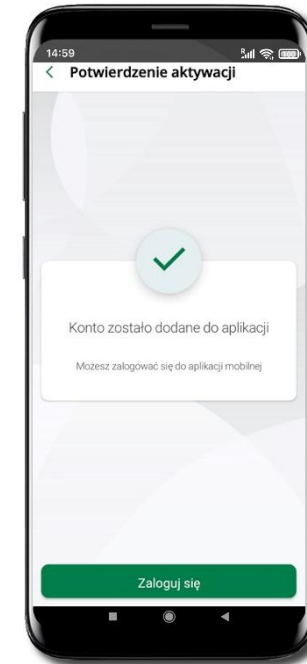 14:59
Potwierdzenie aktywacji
Konto zostało dodane do aplikacji
Możesz zalogować się do aplikacji mobilnej
Zaloguj się